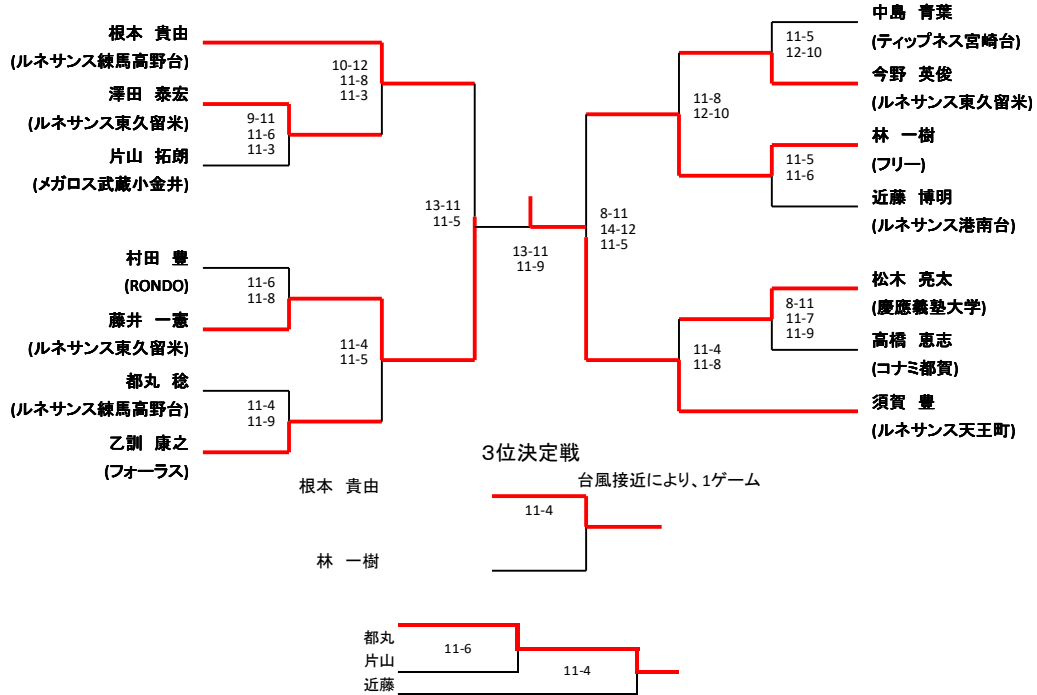 根本 貴由
(ルネサンス練馬高野台)
澤田 泰宏
(ルネサンス東久留米)
片山 拓朗
(メガロス武蔵小金井)
10-12
11-8
11-3
9-11
11-6
11-3
村田 豊
(RONDO)
藤井 一憲
(ルネサンス東久留米)
都丸 稔
(ルネサンス練馬高野台)
乙訓 康之
(フォーラス)
11-6
11-8
11-4
11-9
11-4
11-5
13-11
11-5
13-11
11-9
8-11
14-12
11-5
中島 青葉
(ティップネス宮崎台)
今野 英俊
(ルネサンス東久留米)
林 一樹
(フリー)
近藤 博明
(ルネサンス港南台)
11-5
12-10
11-8
12-10
11-5
11-6
松木 亮太
(慶應義塾大学)
高橋 恵志
(コナミ都賀)
須賀 豊
(ルネサンス天王町)
8-11
11-7
11-9
11-4
11-8
3位決定戦
台風接近により、1ゲーム
根本 貴由
11-4
林 一樹
都丸
片山
近藤
11-6
11-4